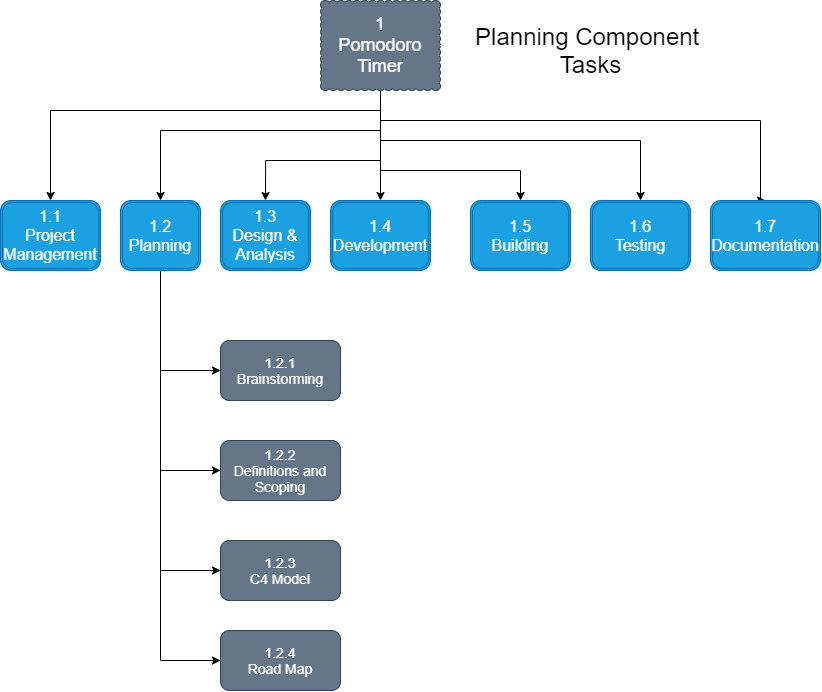 1
Pomodoro
Timer
Planning Component
Tasks
1.1
Project
Management
1.2
Planning
1.3
Design &
Analysis
1.4
Development
1.5
Building
1.6
Testing
1.7
Documentation
1.2.1
Brainstorming
1.2.2
Definitions and
Scoping
1.2.3
C4 Model
1.2.4
Road Map